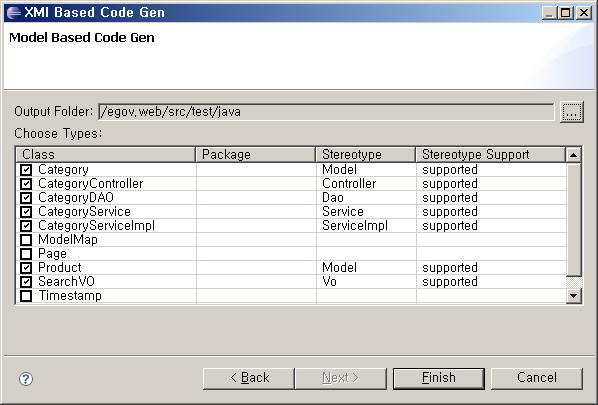 XMI Based Code Gen
Model Based Code Gen
Output Folder: /egov.web/src/test/java ...
Choose Types:
Class Package Stereotype Stereotype Support
Category Model supported
CategoryController Controller supported
CategoryDAO Dao supported
CategoryService Service supported
CategoryServiceImpl ServiceImpl supported
ModelMap
Page
Product Model supported
SearchVO Vo supported
Timestamp
? < Back Next > Finish Cancel